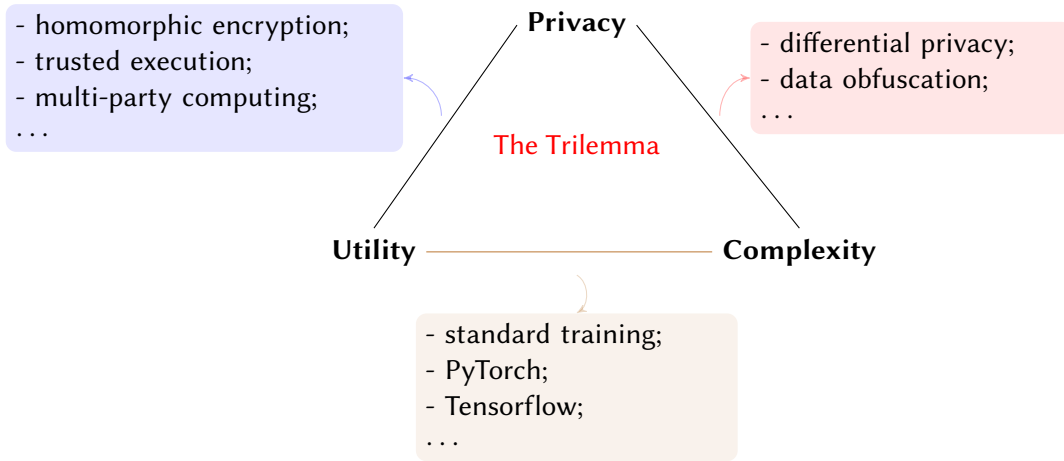 - homomorphic encryption;
- trusted execution;
- multi-party computing;
. . .
Privacy
- differential privacy;
- data obfuscation;
. . .
The Trilemma
Utility
Complexity
- standard training;
- PyTorch;
- Tensorflow;
. . .